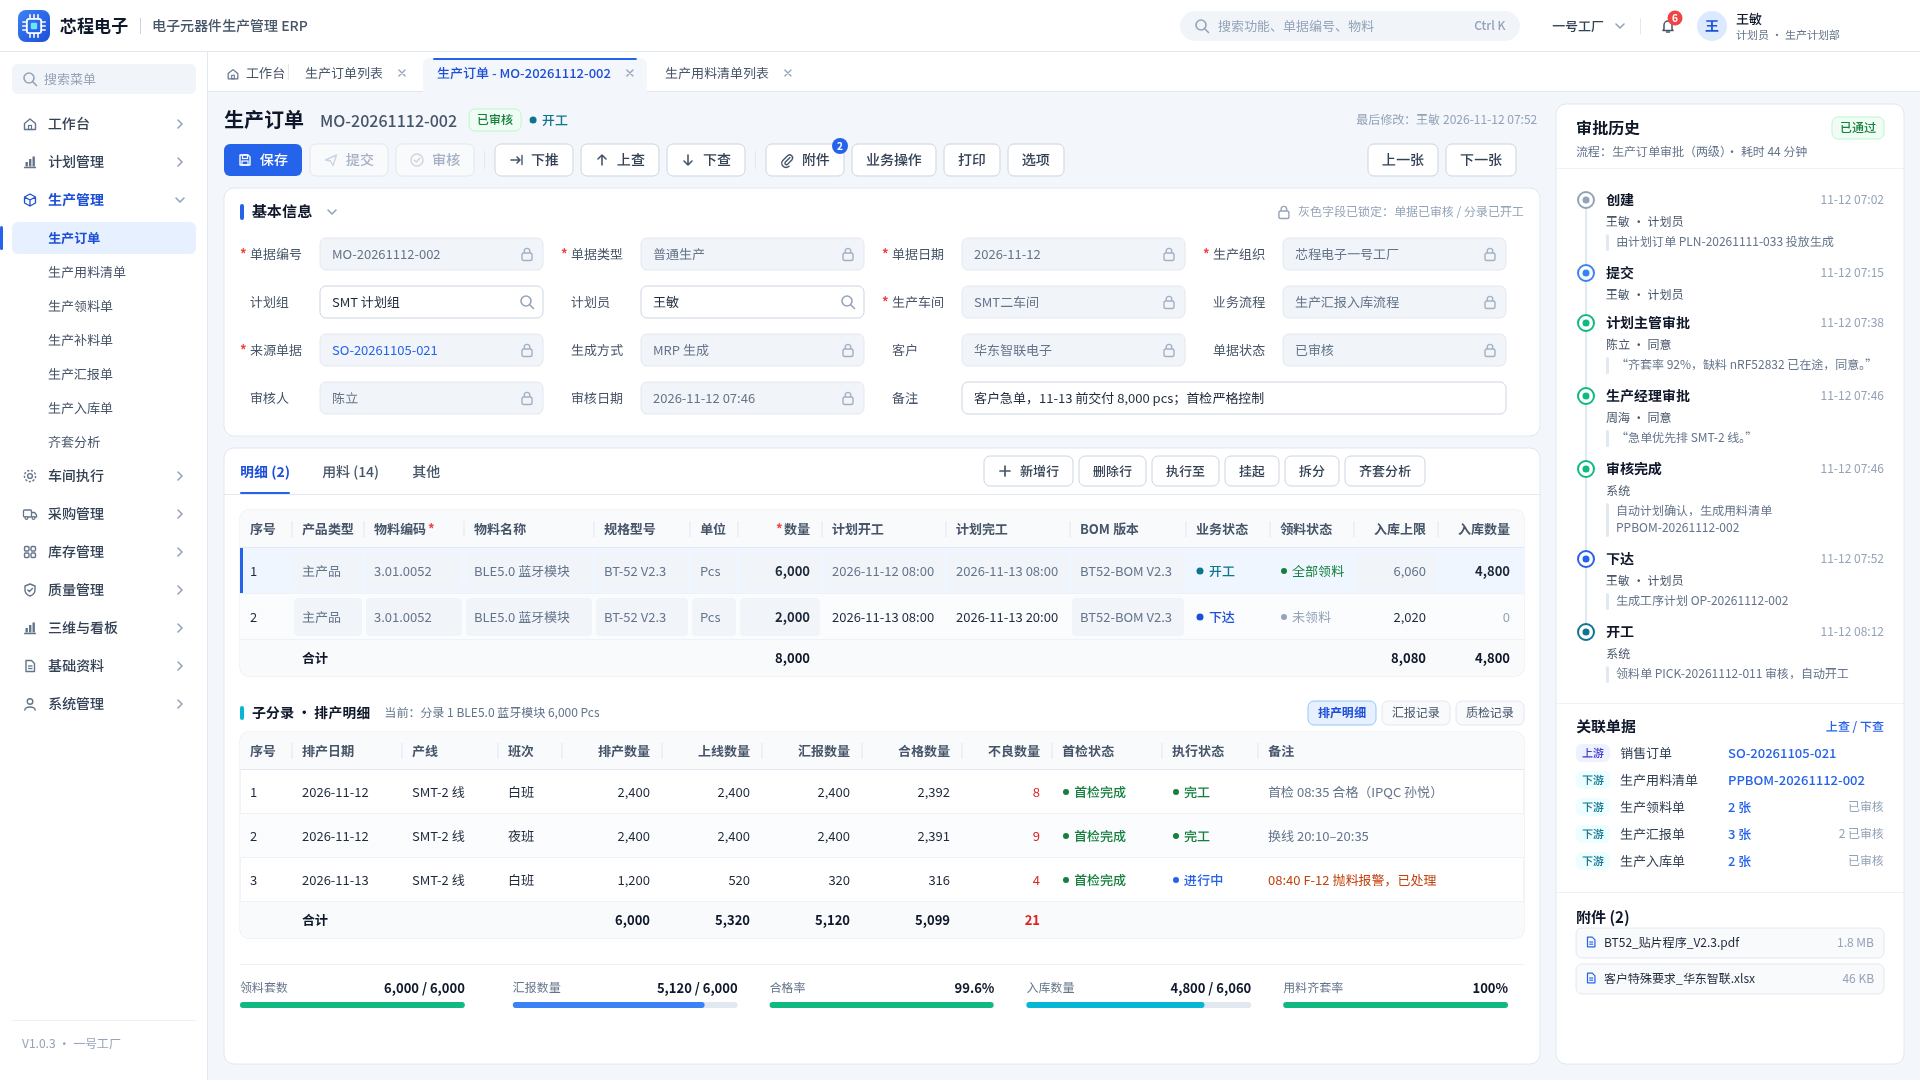 芯程电子 电子元器件生产管理 ERP
搜索功能、单据编号、物料 Ctrl K
一号工厂
6
王 王敏
计划员 · 生产计划部
搜索菜单
工作台
计划管理
生产管理
生产订单
生产用料清单
生产领料单
生产补料单
生产汇报单
生产入库单
齐套分析
车间执行
采购管理
库存管理
质量管理
三维与看板
基础资料
系统管理
V1.0.3 · 一号工厂
工作台 生产订单列表 生产订单 - MO-20261112-002 生产用料清单列表
生产订单 MO-20261112-002 已审核 开工 最后修改：王敏 2026-11-12 07:52
保存 提交 审核 下推 上查 下查 附件 2 业务操作 打印 选项 上一张 下一张
基本信息 灰色字段已锁定：单据已审核 / 分录已开工
* 单据编号 MO-20261112-002 * 单据类型 普通生产 * 单据日期 2026-11-12 * 生产组织 芯程电子一号工厂
计划组 SMT 计划组 计划员 王敏 * 生产车间 SMT二车间 业务流程 生产汇报入库流程
* 来源单据 SO-20261105-021 生成方式 MRP 生成 客户 华东智联电子 单据状态 已审核
审核人 陈立 审核日期 2026-11-12 07:46 备注 客户急单，11-13 前交付 8,000 pcs；首检严格控制
明细 (2) 用料 (14) 其他 新增行 删除行 执行至 挂起 拆分 齐套分析
序号 产品类型 物料编码 * 物料名称 规格型号 单位 * 数量 计划开工 计划完工 BOM 版本 业务状态 领料状态 入库上限 入库数量
1 主产品 3.01.0052 BLE5.0 蓝牙模块 BT-52 V2.3 Pcs 6,000 2026-11-12 08:00 2026-11-13 08:00 BT52-BOM V2.3 开工 全部领料 6,060 4,800
2 主产品 3.01.0052 BLE5.0 蓝牙模块 BT-52 V2.3 Pcs 2,000 2026-11-13 08:00 2026-11-13 20:00 BT52-BOM V2.3 下达 未领料 2,020 0
合计 8,000 8,080 4,800
子分录 · 排产明细 当前：分录 1 BLE5.0 蓝牙模块 6,000 Pcs 排产明细 汇报记录 质检记录
序号 排产日期 产线 班次 排产数量 上线数量 汇报数量 合格数量 不良数量 首检状态 执行状态 备注
1 2026-11-12 SMT-2 线 白班 2,400 2,400 2,400 2,392 8 首检完成 完工 首检 08:35 合格（IPQC 孙悦）
2 2026-11-12 SMT-2 线 夜班 2,400 2,400 2,400 2,391 9 首检完成 完工 换线 20:10–20:35
3 2026-11-13 SMT-2 线 白班 1,200 520 320 316 4 首检完成 进行中 08:40 F-12 抛料报警，已处理
合计 6,000 5,320 5,120 5,099 21
领料套数 6,000 / 6,000 汇报数量 5,120 / 6,000 合格率 99.6% 入库数量 4,800 / 6,060 用料齐套率 100%
审批历史 已通过
流程：生产订单审批（两级）· 耗时 44 分钟
创建 11-12 07:02
王敏 · 计划员
由计划订单 PLN-20261111-033 投放生成
提交 11-12 07:15
王敏 · 计划员
计划主管审批 11-12 07:38
陈立 · 同意
“齐套率 92%，缺料 nRF52832 已在途，同意。”
生产经理审批 11-12 07:46
周海 · 同意
“急单优先排 SMT-2 线。”
审核完成 11-12 07:46
系统
自动计划确认，生成用料清单
PPBOM-20261112-002
下达 11-12 07:52
王敏 · 计划员
生成工序计划 OP-20261112-002
开工 11-12 08:12
系统
领料单 PICK-20261112-011 审核，自动开工
关联单据 上查 / 下查
上游 销售订单 SO-20261105-021
下游 生产用料清单 PPBOM-20261112-002
下游 生产领料单 2 张 已审核
下游 生产汇报单 3 张 2 已审核
下游 生产入库单 2 张 已审核
附件 (2)
BT52_贴片程序_V2.3.pdf 1.8 MB
客户特殊要求_华东智联.xlsx 46 KB